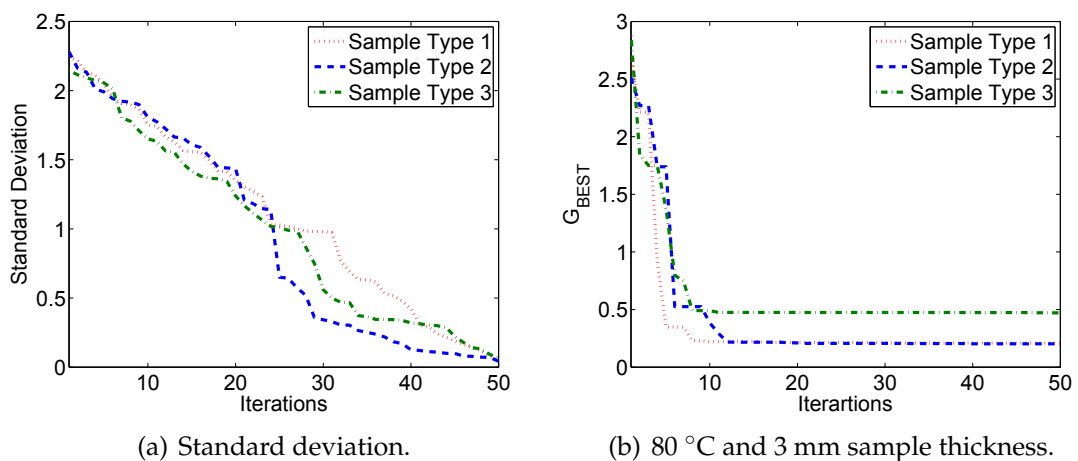 2.5
2
1.5
1
0.5
0
Standard Deviation
Sample Type 1
Sample Type 2
Sample Type 3
10
20
30
40
50
Iterations
(a) Standard deviation.
3
2.5
2
1.5
1
0.5
0
G_BEST
Sample Type 1
Sample Type 2
Sample Type 3
10
20
30
40
50
Iterartions
(b) 80 °C and 3 mm sample thickness.